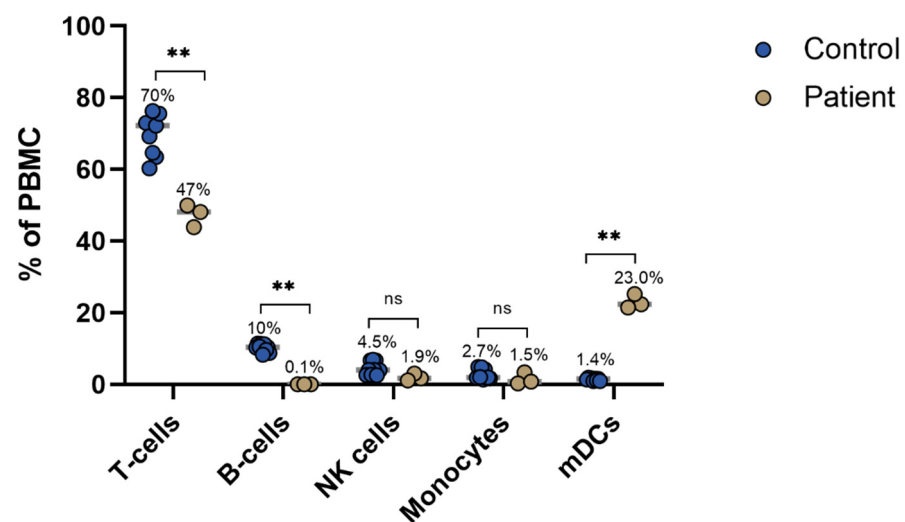 100
80
60
40
20
0
% of PBMC
**
70%
47%
**
10%
0.1%
ns
4.5%
1.9%
ns
2.7%
1.5%
**
1.4%
23.0%
T-cells
B-cells
NK cells
Monocytes
mDCs
Control
Patient